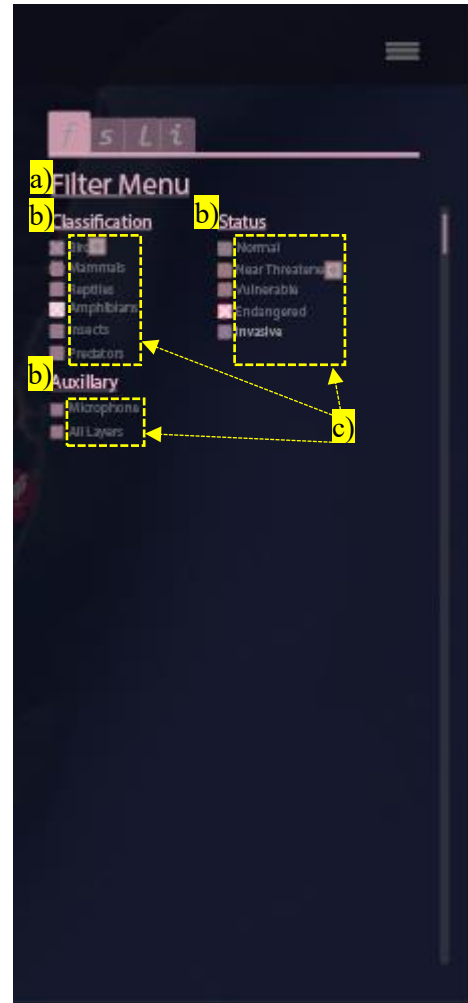 f s L i
a) Filter Menu
b) Classification
b) Status
Birds
Mammals
Reptiles
Amphibians
Insects
Predators
Normal
Near Threatene
Vulnerable
Endangered
Invasive
b) Auxillary
Microphone
All Layers
c)